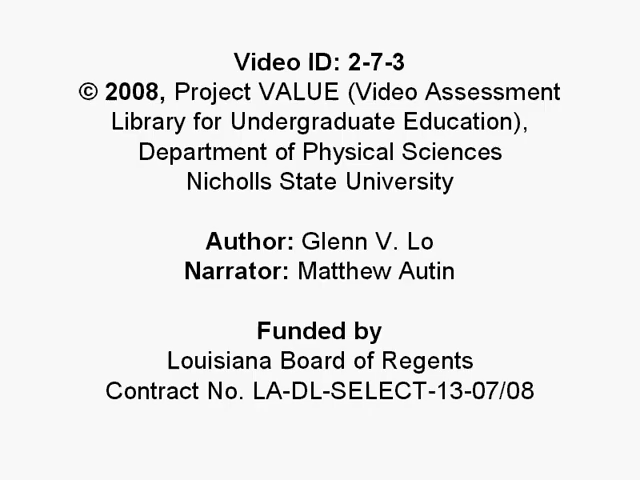 Video ID: 2-7-3
© 2008, Project VALUE (Video Assessment
Library for Undergraduate Education),
Department of Physical Sciences
Nicholls State University
Author: Glenn V. Lo
Narrator: Matthew Autin
Funded by
Louisiana Board of Regents
Contract No. LA-DL-SELECT-13-07/08